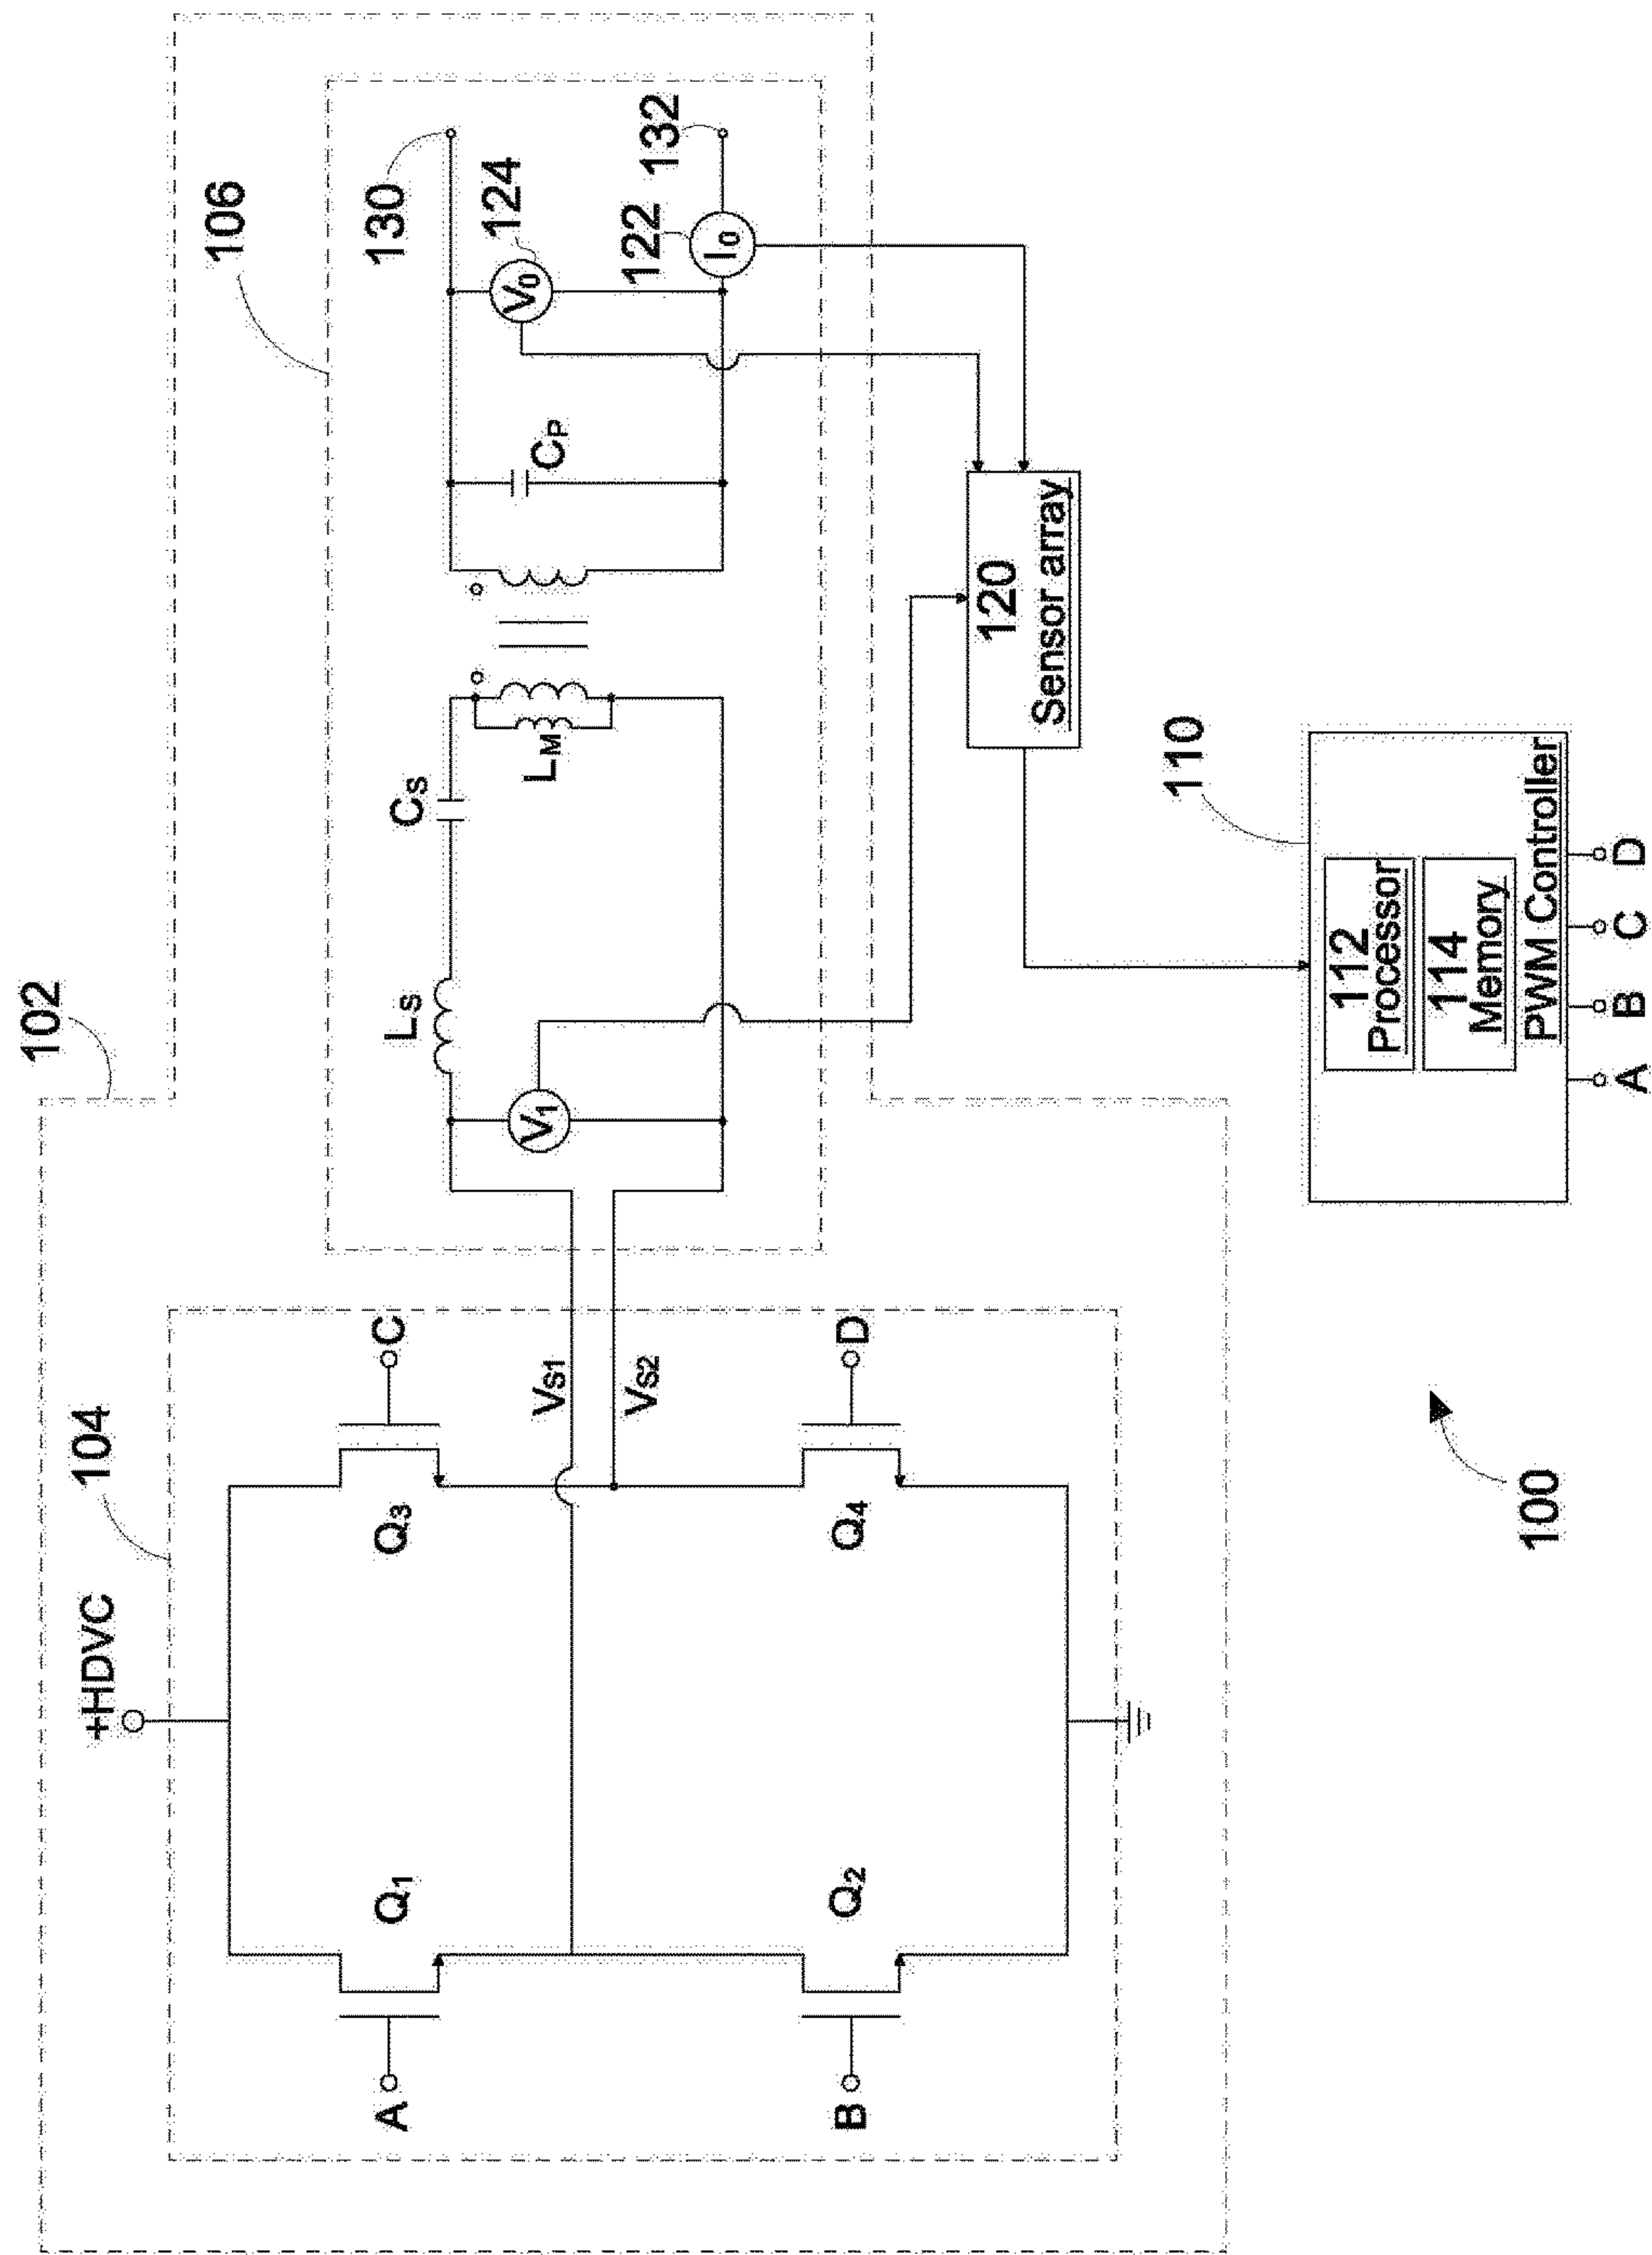 102
106
104
+HDVC
130
124
V0
122
I0
132
CP
CS
LM
LS
V1
C
VS1
VS2
D
Q3
Q4
Q1
Q2
A
B
120
Sensor array
110
112
Processor
114
Memory
PWM Controller
A
B
C
D
100